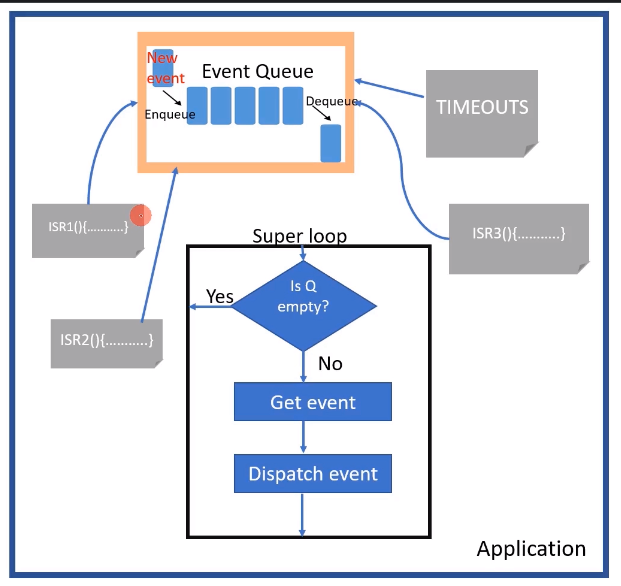 New
event
Event Queue
Enqueue
Dequeue
TIMEOUTS
ISR1(){..........}
ISR3(){...........}
ISR2(){...........}
Super loop
Is Q
empty?
Yes
No
Get event
Dispatch event
Application